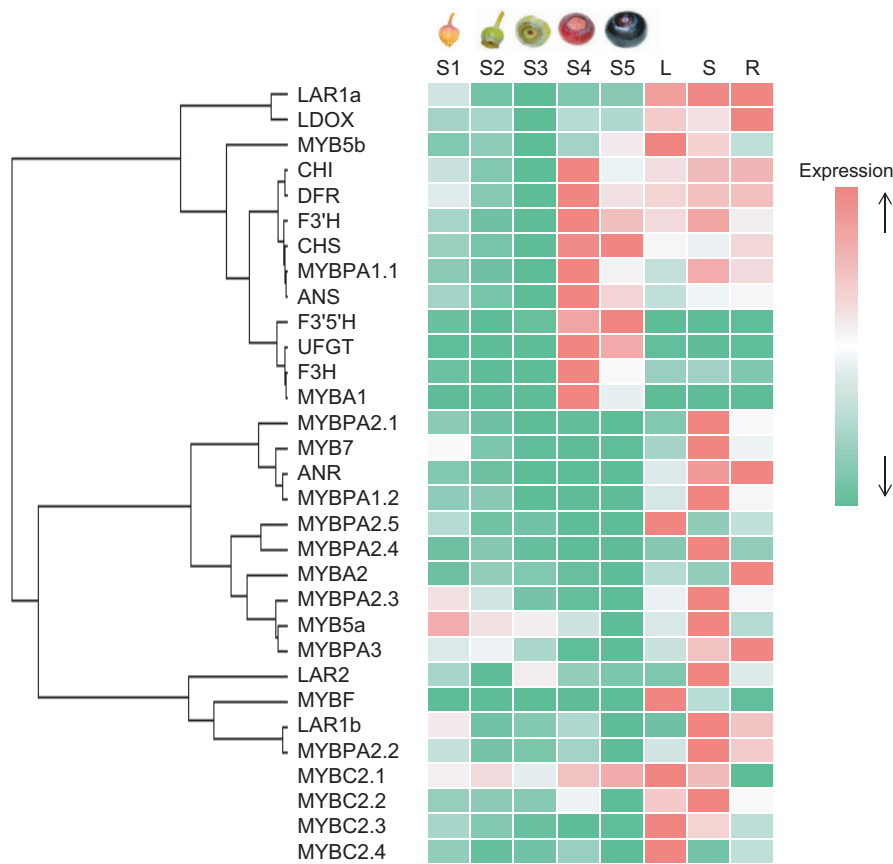 S1 S2 S3 S4 S5 L S R
LAR1a
LDOX
MYB5b
CHI
DFR
F3'H
CHS
MYBPA1.1
ANS
F3'5'H
UFGT
F3H
MYBA1
MYBPA2.1
MYB7
ANR
MYBPA1.2
MYBPA2.5
MYBPA2.4
MYBA2
MYBPA2.3
MYB5a
MYBPA3
LAR2
MYBF
LAR1b
MYBPA2.2
MYBC2.1
MYBC2.2
MYBC2.3
MYBC2.4
Expression